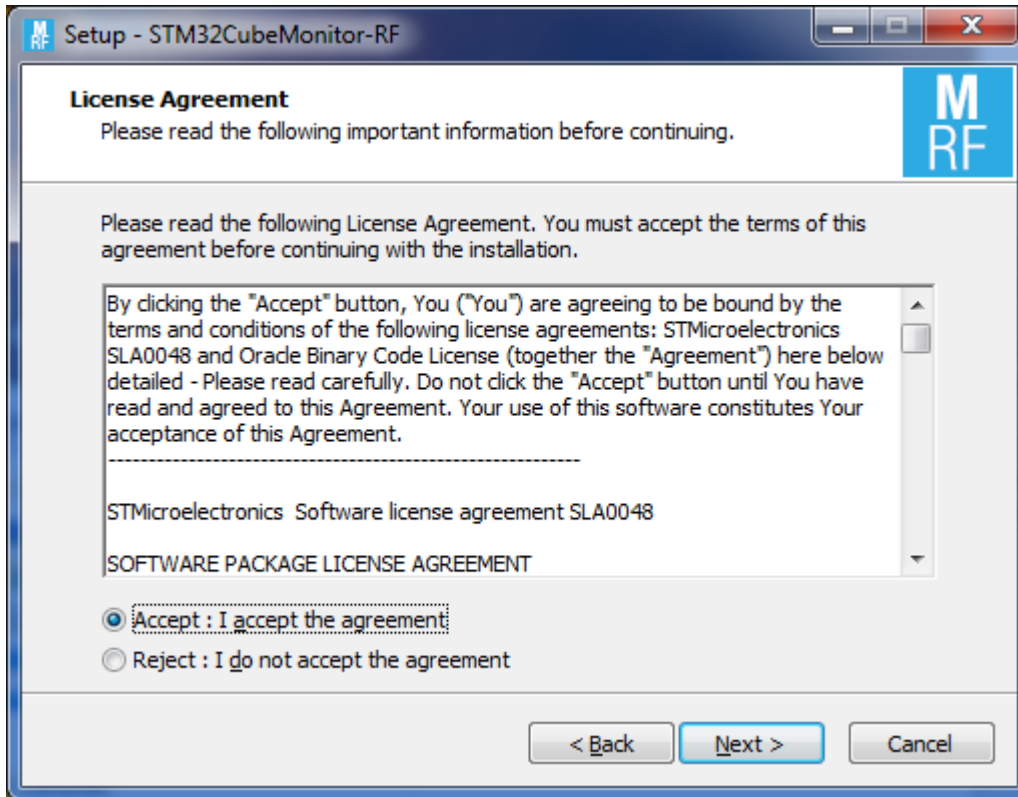 M
RF
Setup - STM32CubeMonitor-RF
License Agreement
Please read the following important information before continuing.
M
RF
Please read the following License Agreement. You must accept the terms of this
agreement before continuing with the installation.
By clicking the "Accept" button, You ("You") are agreeing to be bound by the
terms and conditions of the following license agreements: STMicroelectronics
SLA0048 and Oracle Binary Code License (together the "Agreement") here below
detailed - Please read carefully. Do not click the "Accept" button until You have
read and agreed to this Agreement. Your use of this software constitutes Your
acceptance of this Agreement.
-----------------------------------------------------------
STMicroelectronics  Software license agreement SLA0048
SOFTWARE PACKAGE LICENSE AGREEMENT
Accept : I accept the agreement
Reject : I do not accept the agreement
< Back
Next >
Cancel